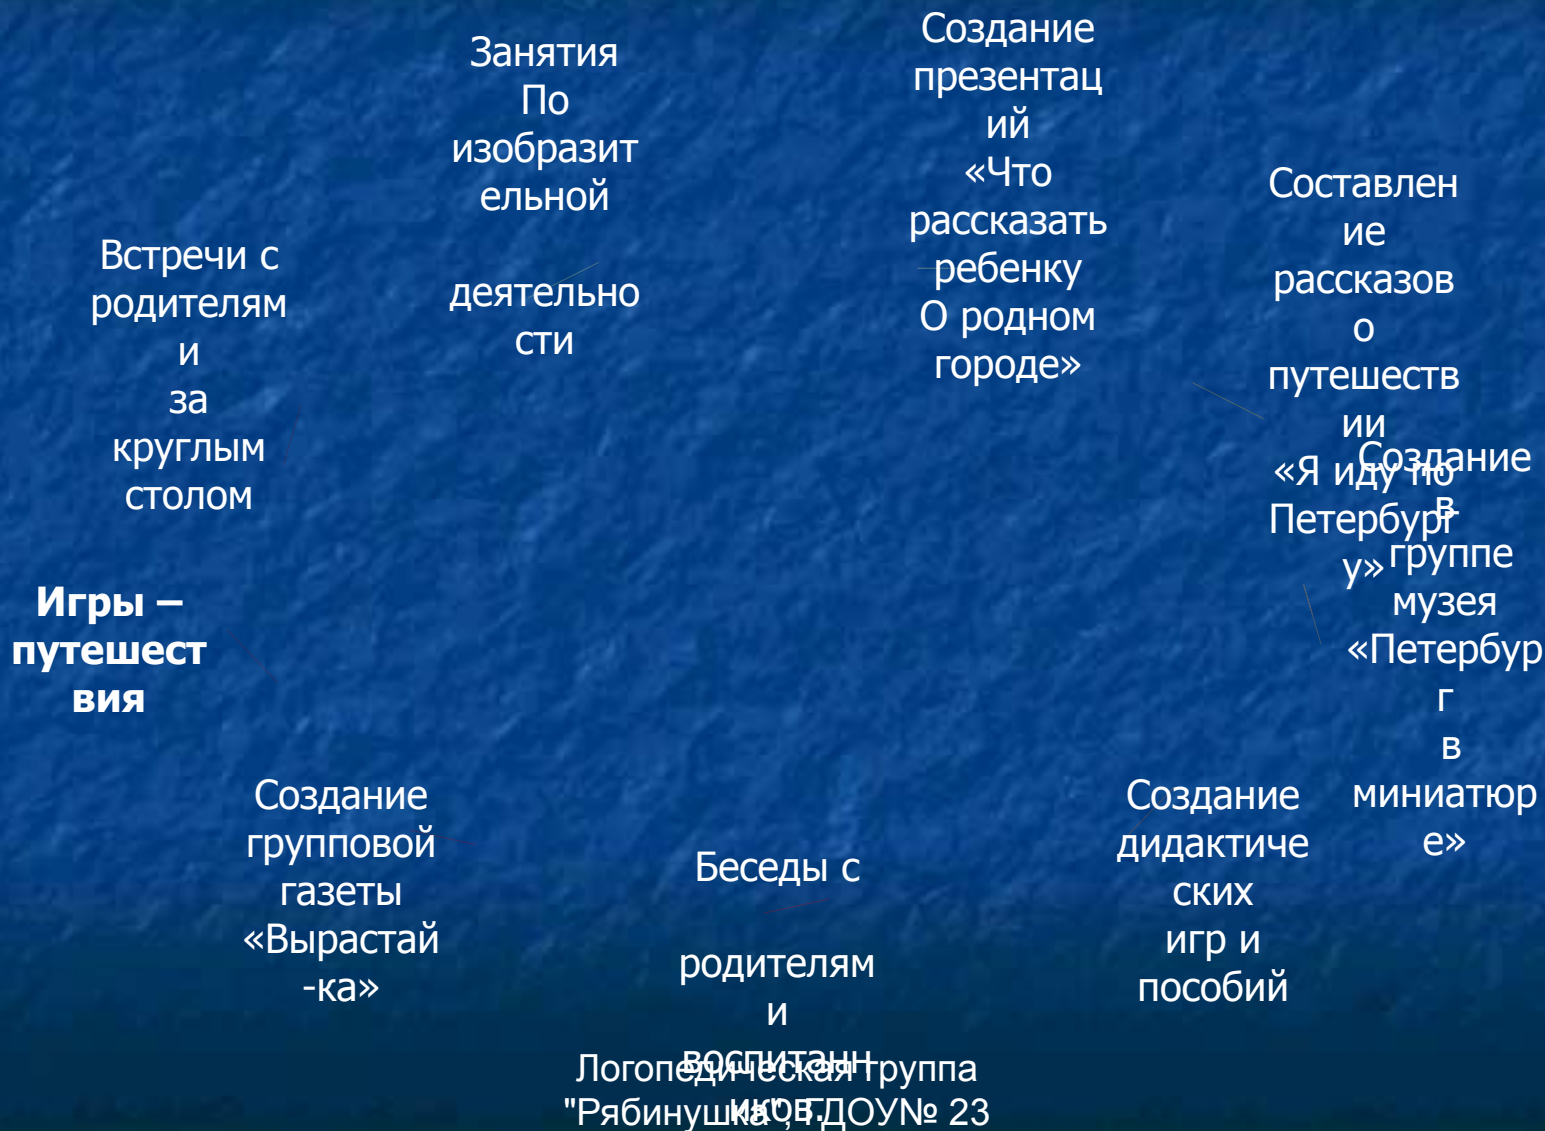 Занятия
По
изобразит
ельной
деятельно
сти
Создание
презентац
ий
«Что
рассказать
ребенку
О родном
городе»
Составлен
ие
рассказов
о
путешеств
ии
«Я иду по
Петербург
у»
Встречи с
родителям
и
за
круглым
столом
Создание
в
группе
музея
«Петербур
г
в
миниатюр
е»
Игры –
путешест
вия
Создание
групповой
газеты
«Вырастай
-ка»
Беседы с
родителям
и
воспитанн
иков.
Создание
дидактиче
ских
игр и
пособий
Логопедическая группа
"Рябинушка", ГДОУ№ 23